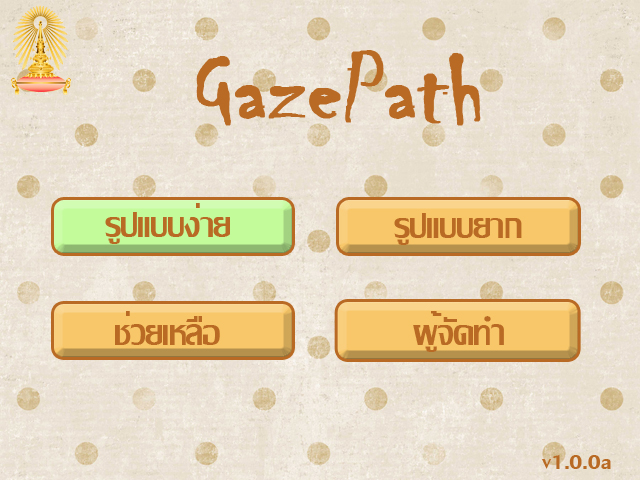 GazePath
รูปแบบง่าย
รูปแบบยาก
ช่วยเหลือ
ผู้จัดทำ
v1.0.0a